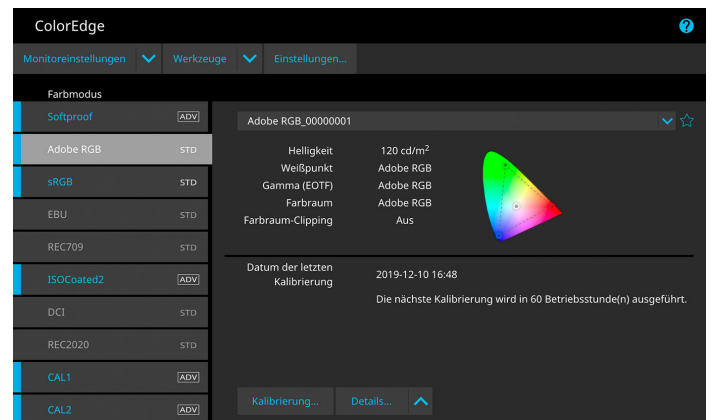 ColorEdge
?
Monitoreinstellungen Werkzeuge Einstellungen...
Farbmodus
Softproof ADV
Adobe RGB STD
sRGB STD
EBU STD
REC709 STD
ISOCoated2 ADV
DCI STD
REC2020 STD
CAL1 ADV
CAL2 ADV
Adobe RGB_00000001
Helligkeit 120 cd/m²
Weißpunkt Adobe RGB
Gamma (EOTF) Adobe RGB
Farbraum Adobe RGB
Farbraum-Clipping Aus
Datum der letzten
Kalibrierung
2019-12-10 16:48
Die nächste Kalibrierung wird in 60 Betriebsstunde(n) ausgeführt.
Kalibrierung... Details...